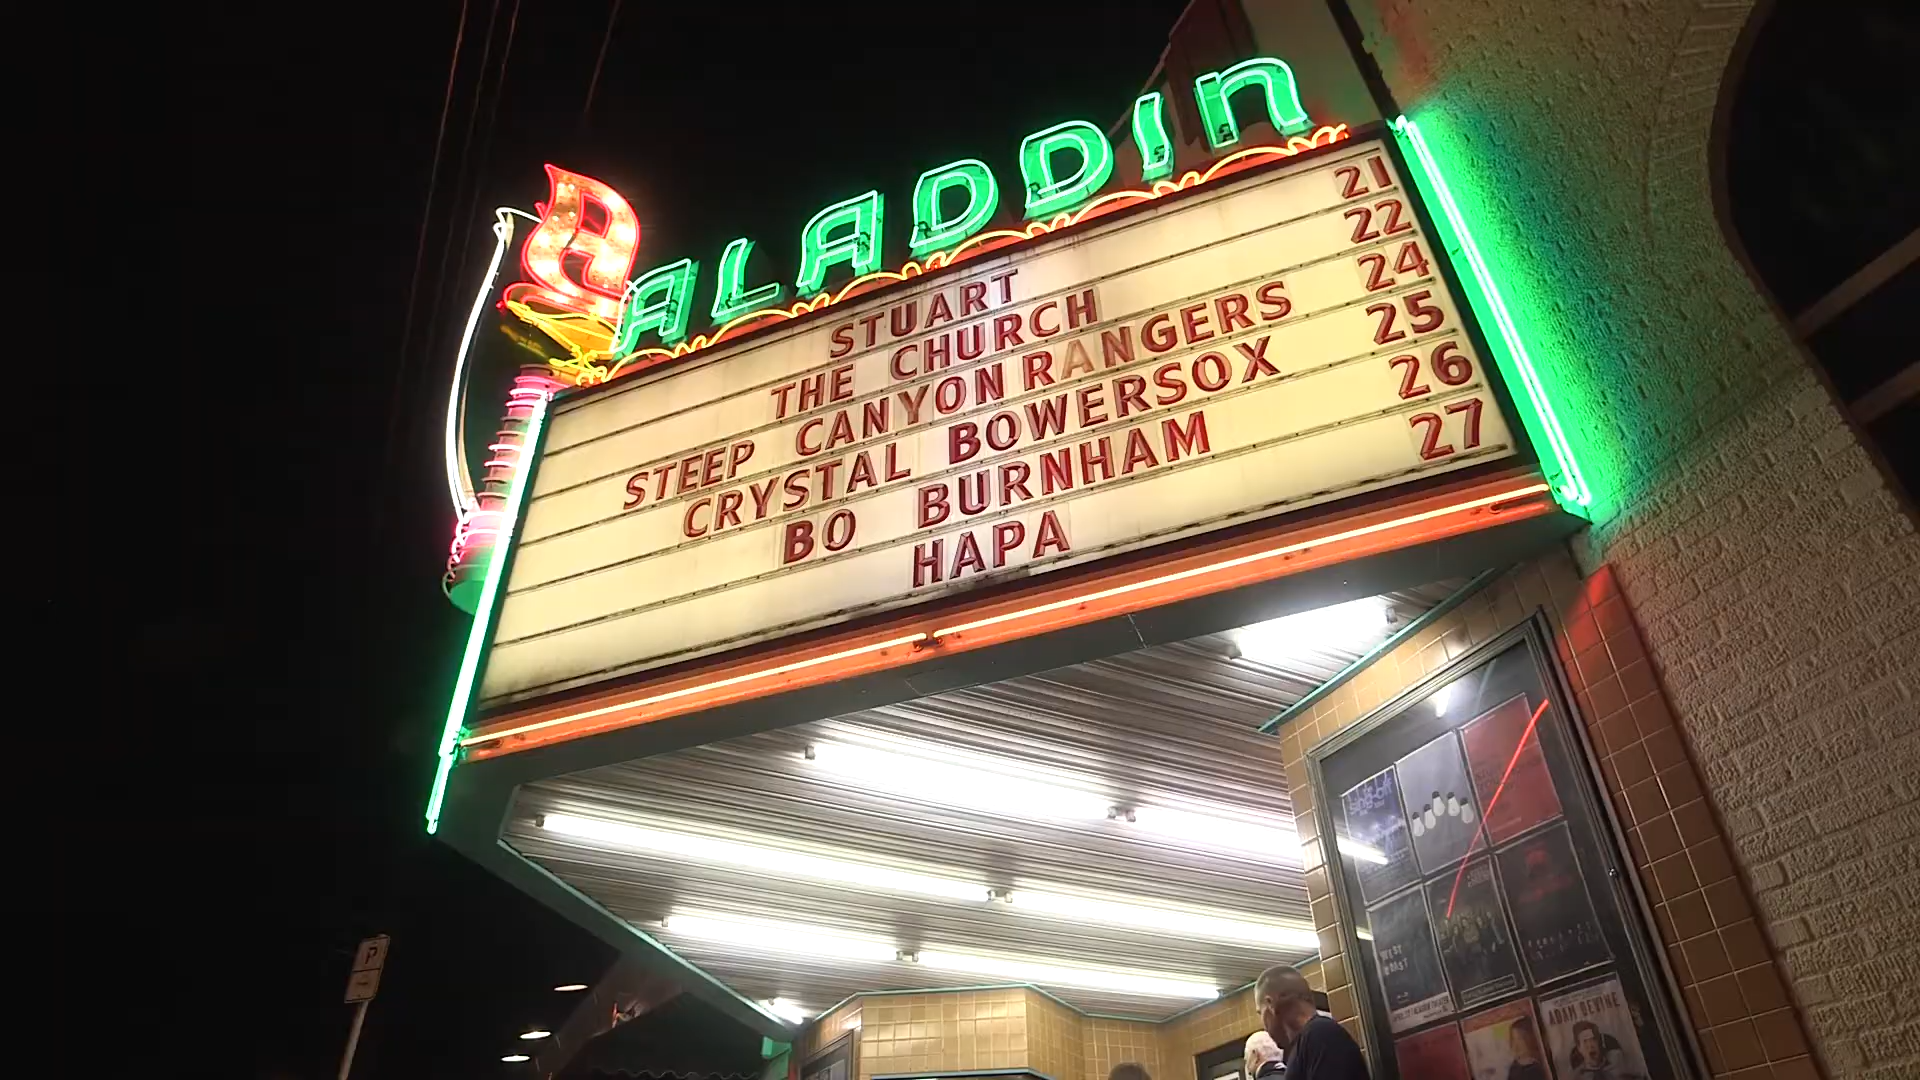 A
ALADDIN
STUART 21
THE CHURCH 22
STEEP CANYON RANGERS 24
CRYSTAL BOWERSOX 25
BO BURNHAM 26
HAPA 27
P
ADAM DEVINE